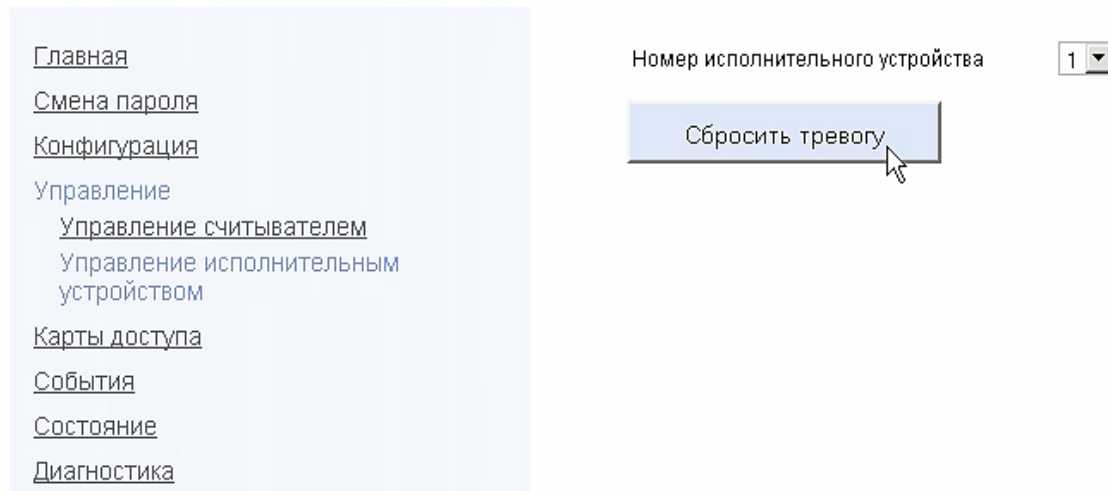 Главная
Смена пароля
Конфигурация
Управление
Управление считывателем
Управление исполнительным
устройством
Карты доступа
События
Состояние
Диагностика
Номер исполнительного устройства 1
Сбросить тревогу